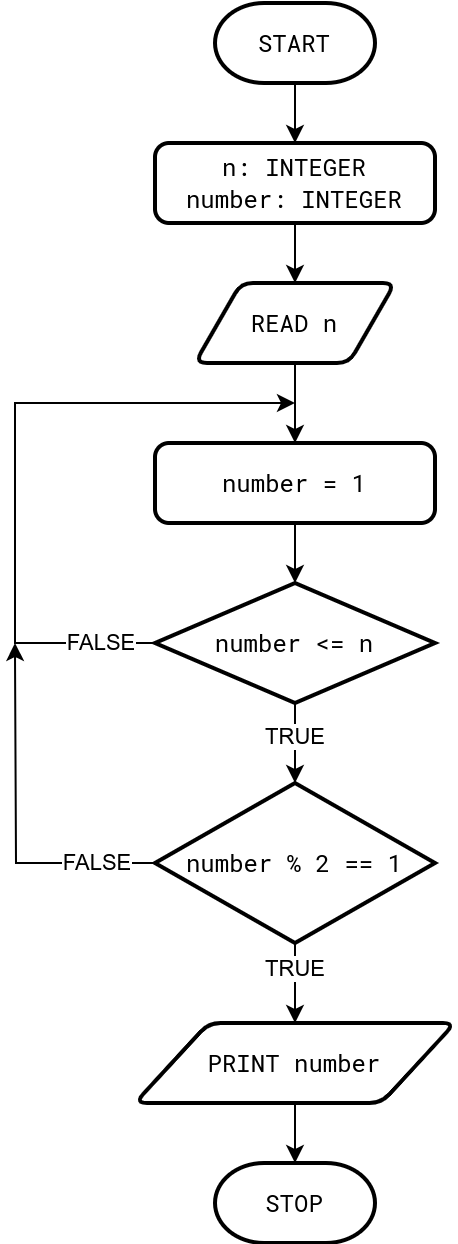 START
n: INTEGER
number: INTEGER
READ n
number = 1
FALSE
number <= n
TRUE
FALSE
number % 2 == 1
TRUE
PRINT number
STOP